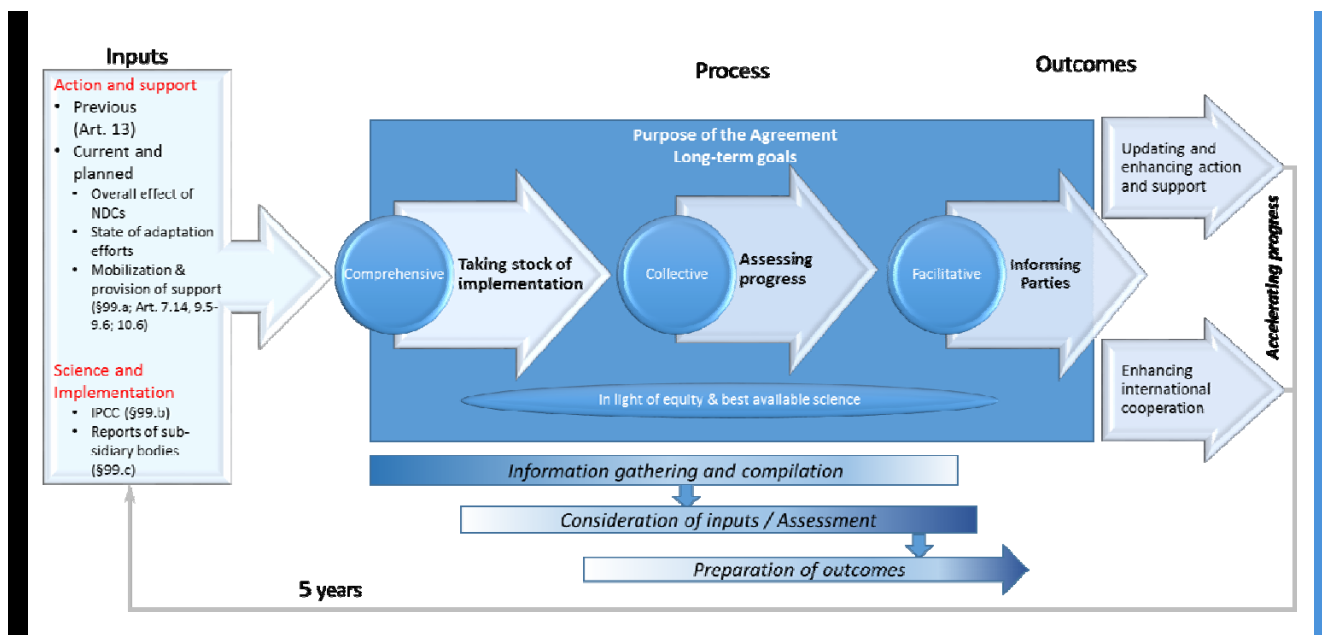 Inputs
Action and support
• Previous
(Art. 13)
• Current and
planned
• Overall effect of
NDCs
• State of adaptation
efforts
• Mobilization &
provision of support
(§99.a; Art. 7.14, 9.5-
9.6; 10.6)
Science and
Implementation
• IPCC (§99.b)
• Reports of sub-
sidiary bodies
(§99.c)
Process
Purpose of the Agreement
Long-term goals
Comprehensive
Taking stock of
implementation
Collective
Assessing
progress
Facilitative
Informing
Parties
In light of equity & best available science
Outcomes
Updating and
enhancing action
and support
Enhancing
international
cooperation
Accelerating progress
Information gathering and compilation
Consideration of inputs / Assessment
Preparation of outcomes
5 years